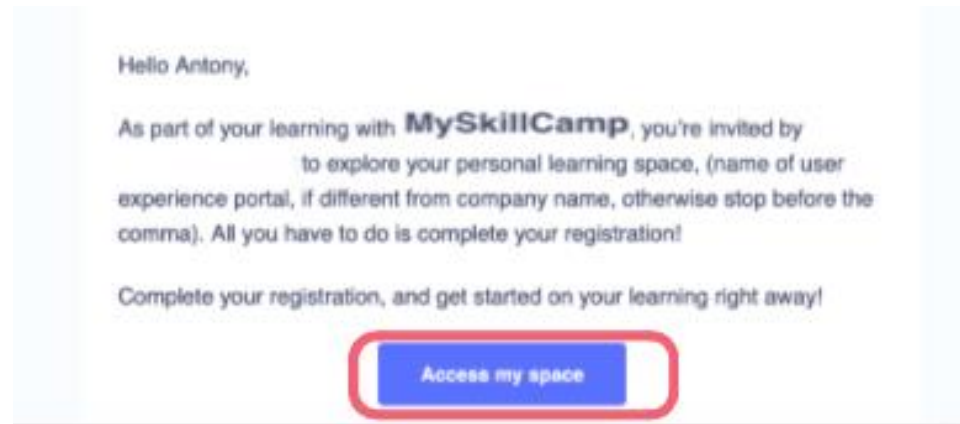 Hello Antony,
As part of your learning with MySkillCamp, you're invited by
to explore your personal learning space, (name of user
experience portal, if different from company name, otherwise stop before the
comma). All you have to do is complete your registration!
Complete your registration, and get started on your learning right away!
Access my space